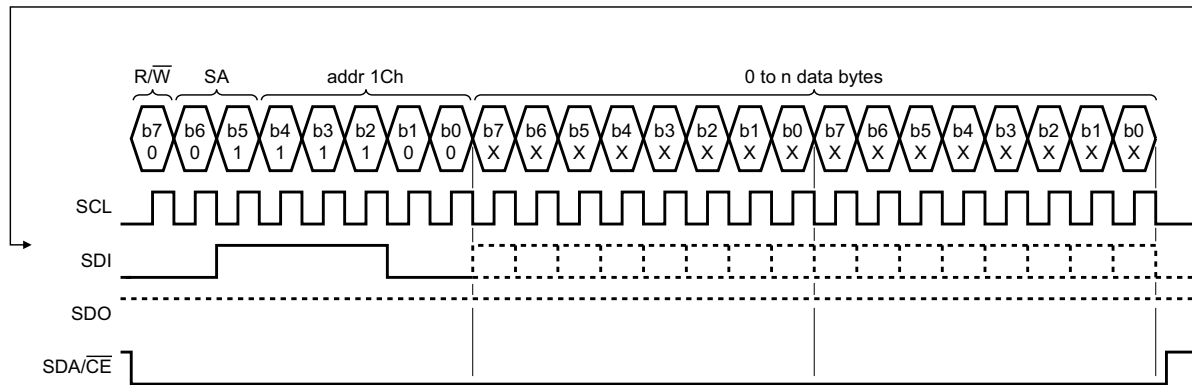 R/W SA addr 1Ch 0 to n data bytes
b7 b6 b5 b4 b3 b2 b1 b0 b7 b6 b5 b4 b3 b2 b1 b0 b7 b6 b5 b4 b3 b2 b1 b0
0 0 1 1 1 1 0 0 X X X X X X X X X X X X X X X X
SCL
SDI
SDO
SDA/CE